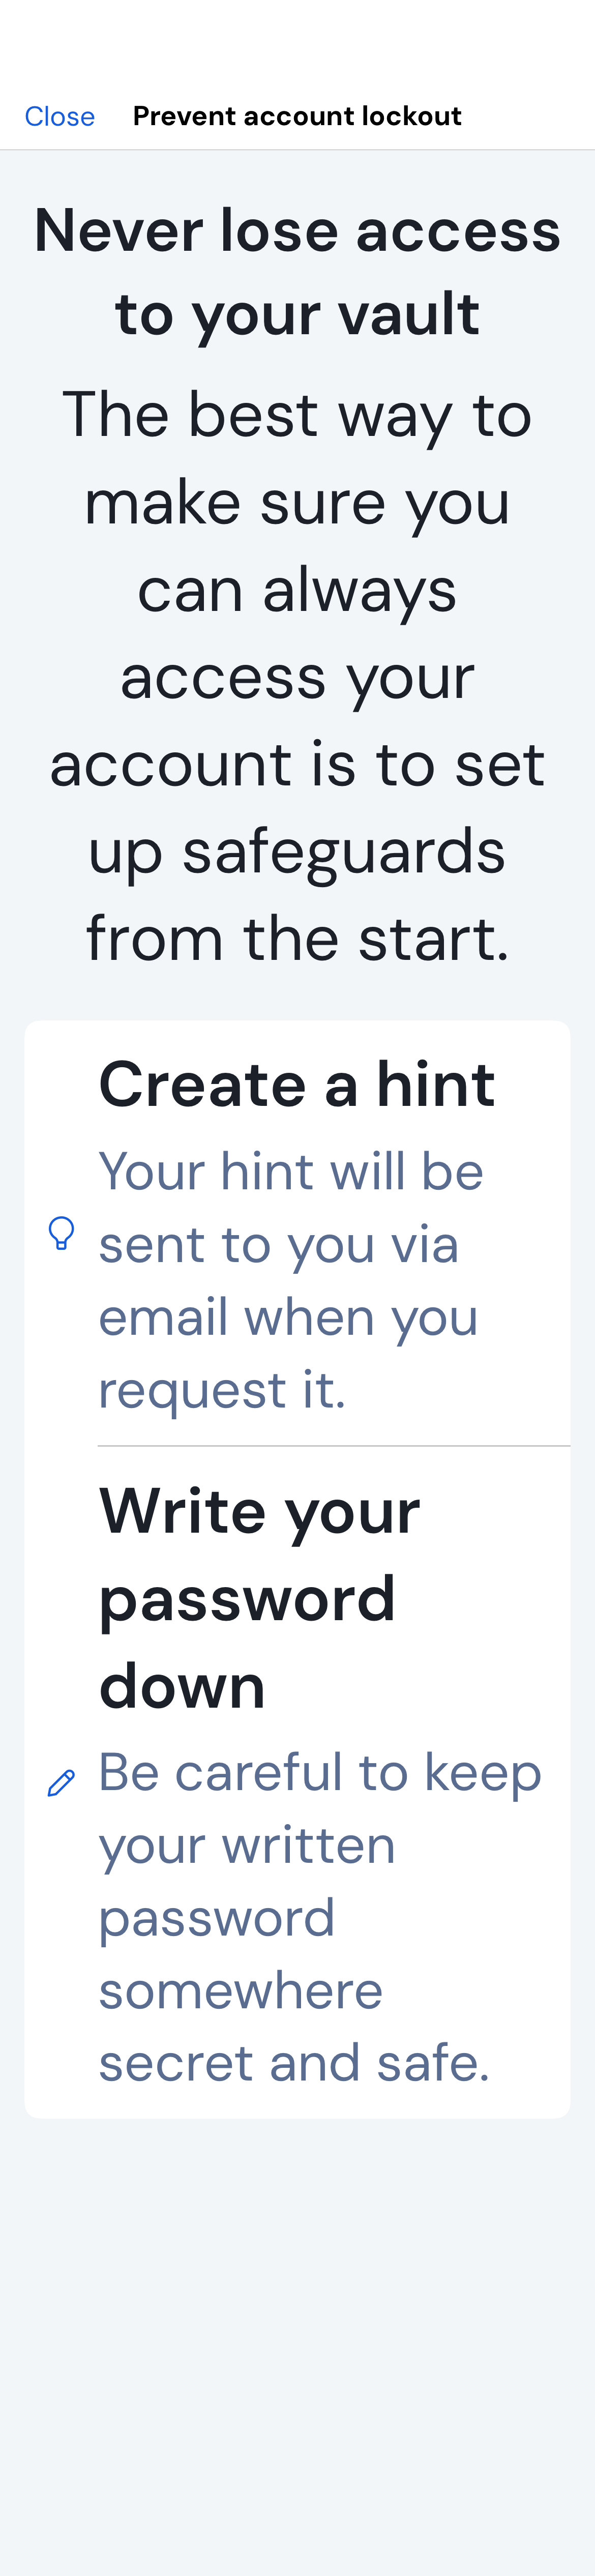 Close
Prevent account lockout
Never lose access
to your vault
The best way to
make sure you
can always
access your
account is to set
up safeguards
from the start.
Create a hint
Your hint will be
sent to you via
email when you
request it.
Write your
password
down
Be careful to keep
your written
password
somewhere
secret and safe.